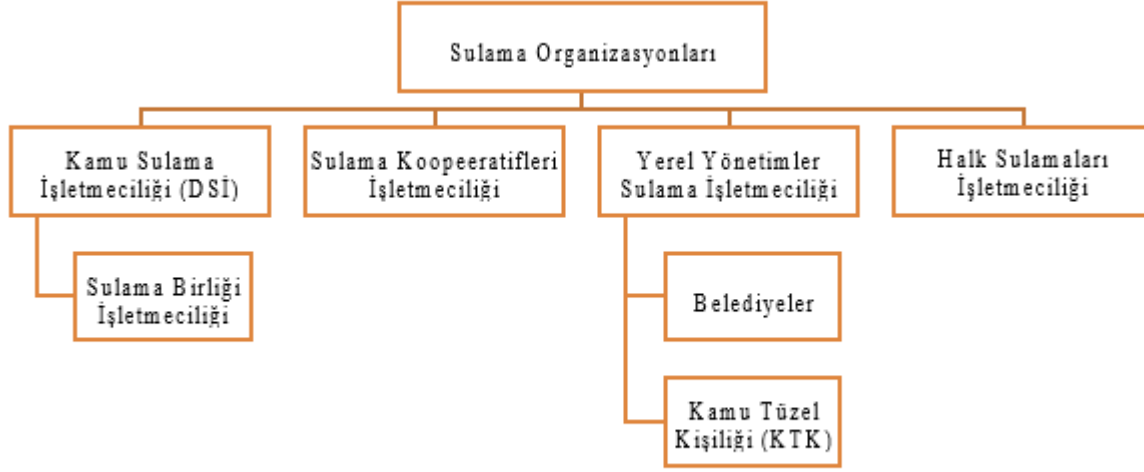 Sulama Organizasyonları
Kamu Sulama
İşletmeciliği (DSİ)
Sulama Koopeeratifleri
İşletmeciliği
Yerel Yönetimler
Sulama İşletmeciliği
Halk Sulamaları
İşletmeciliği
Sulama Birliği
İşletmeciliği
Belediyeler
Kamu Tüzel
Kişiliği (KTK)